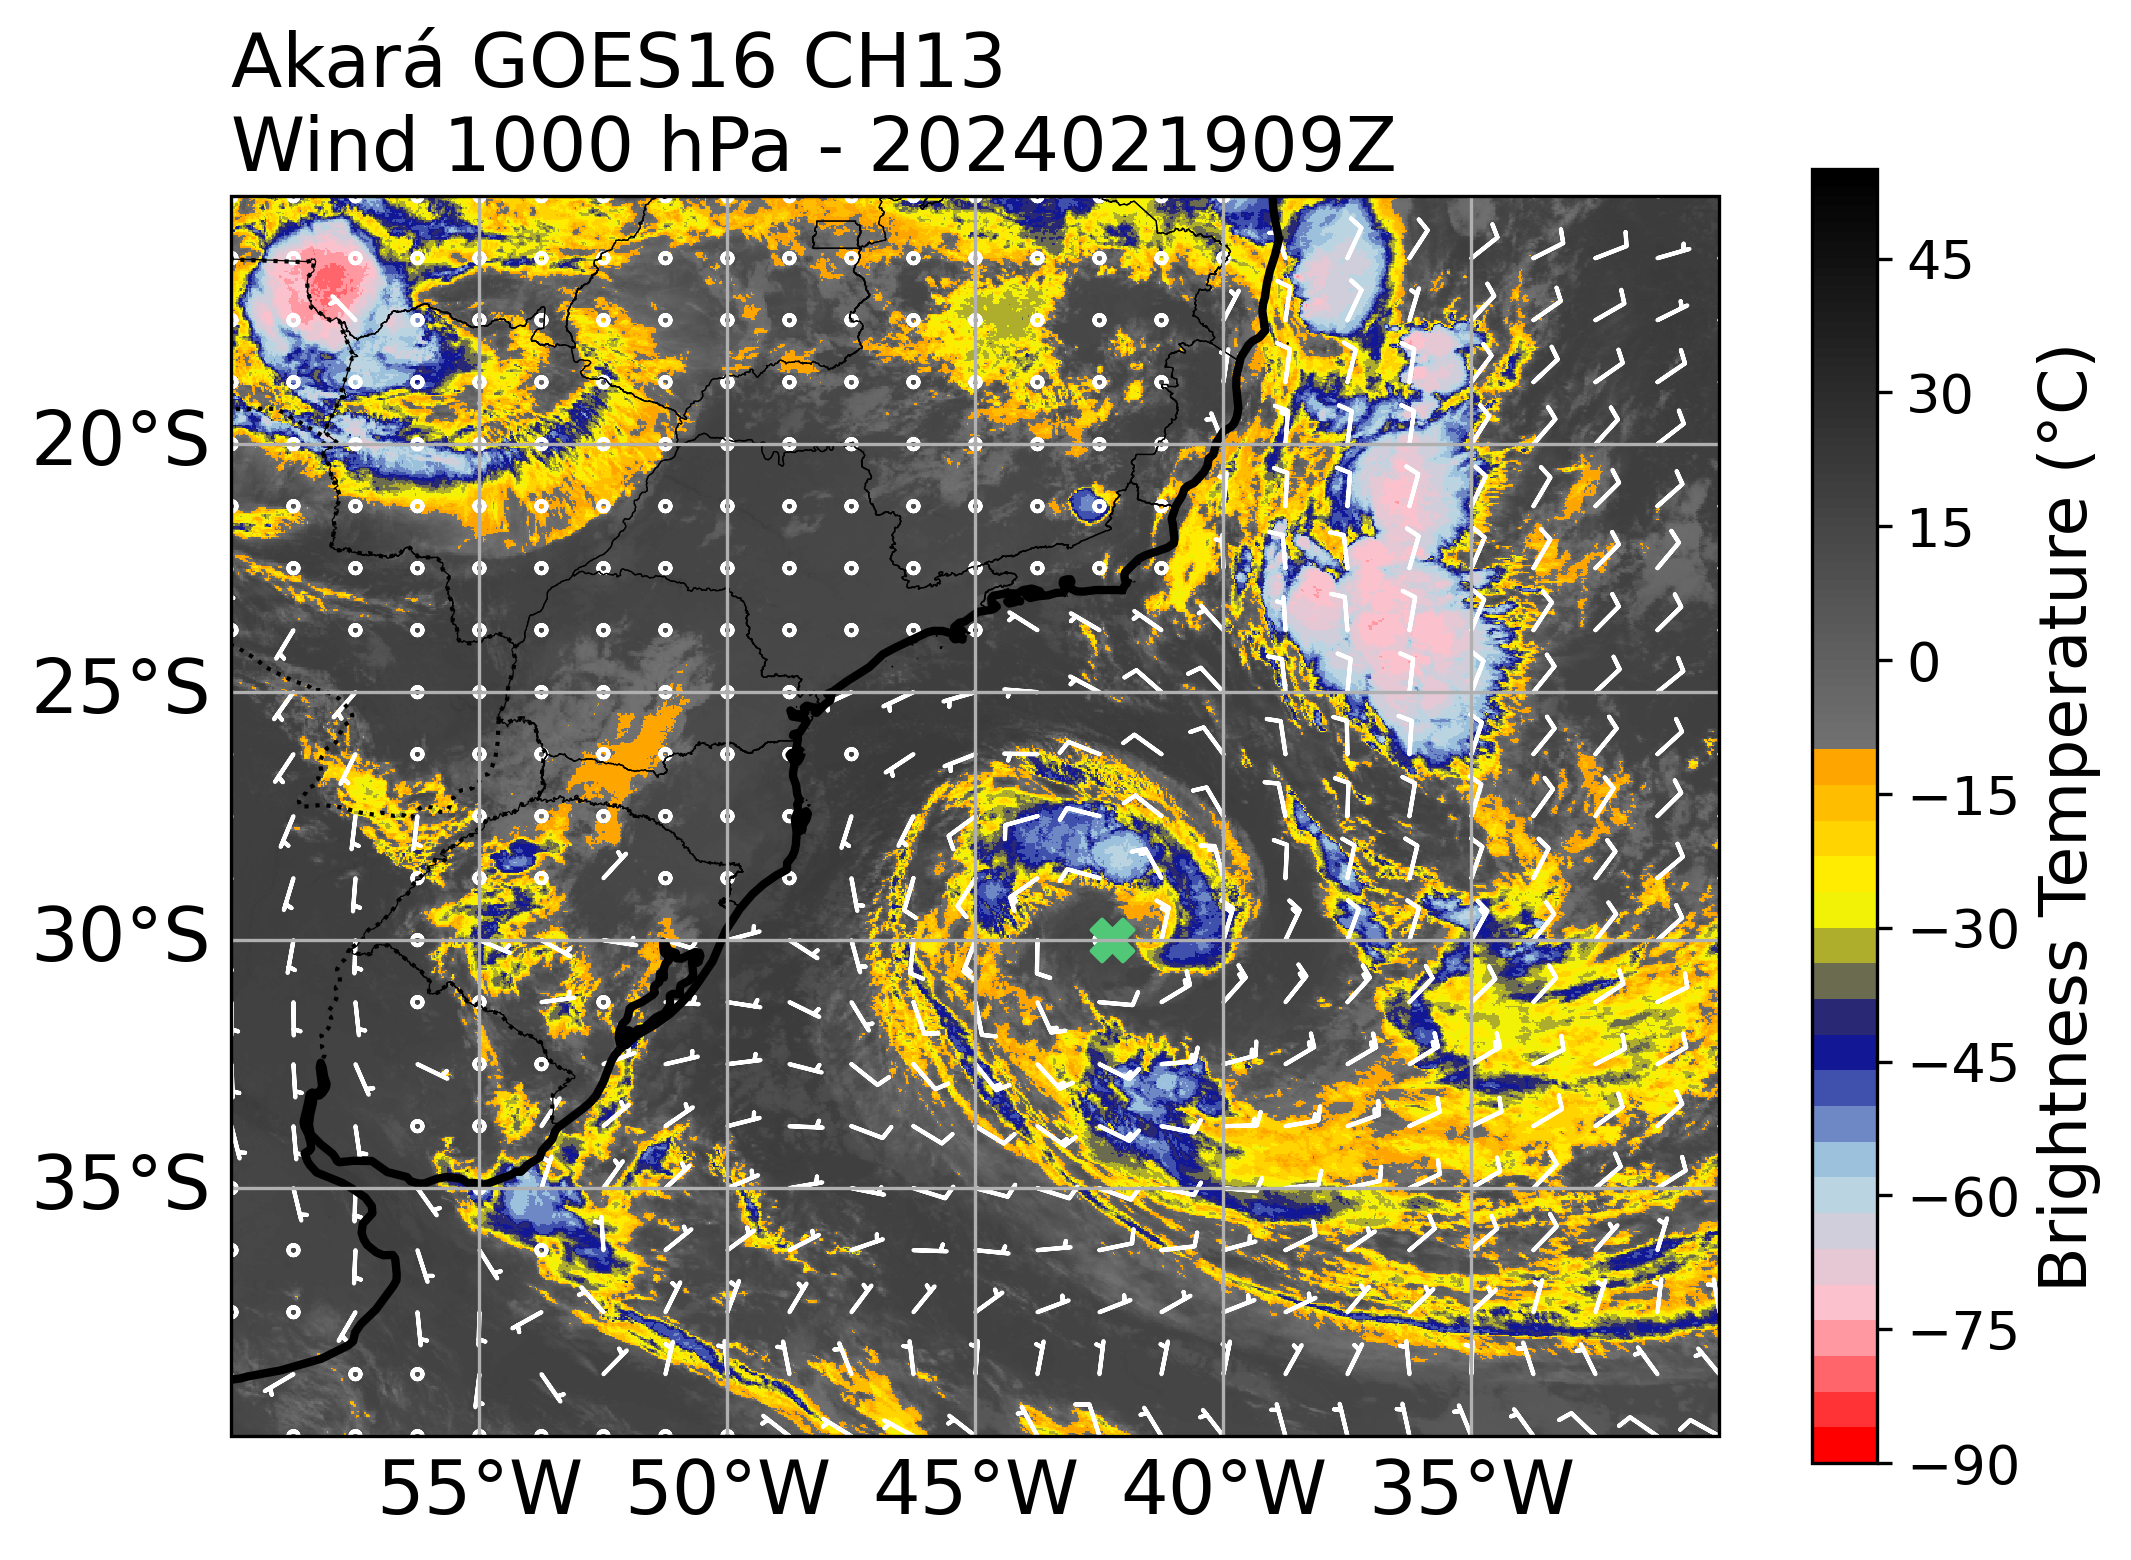 Akará GOES16 CH13
Wind 1000 hPa - 2024021909Z
20°S
25°S
30°S
35°S
55°W 50°W 45°W 40°W 35°W
45
30
15
0
−15
−30
−45
−60
−75
−90
Brightness Temperature (°C)